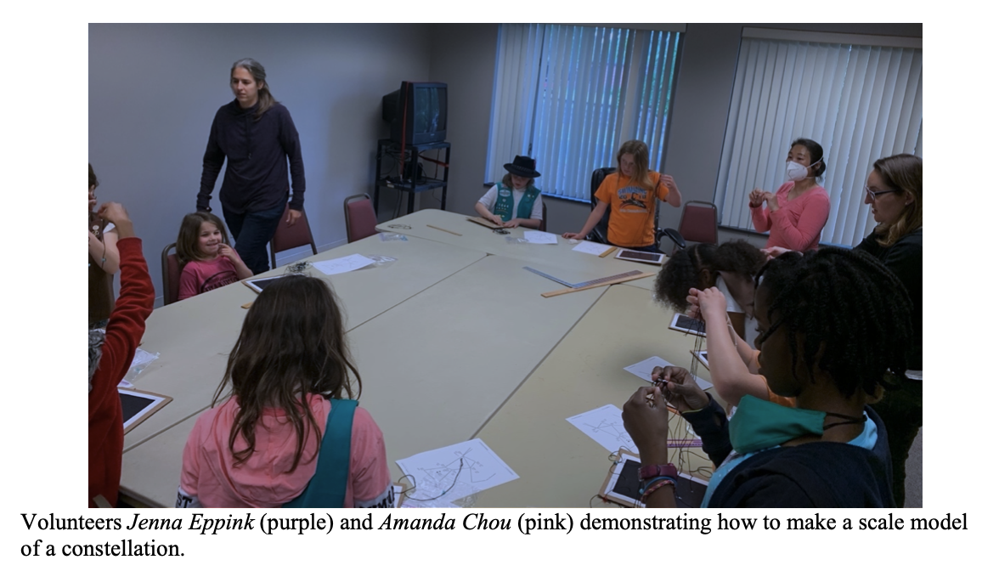 Volunteers Jenna Eppink (purple) and Amanda Chou (pink) demonstrating how to make a scale model
of a constellation.